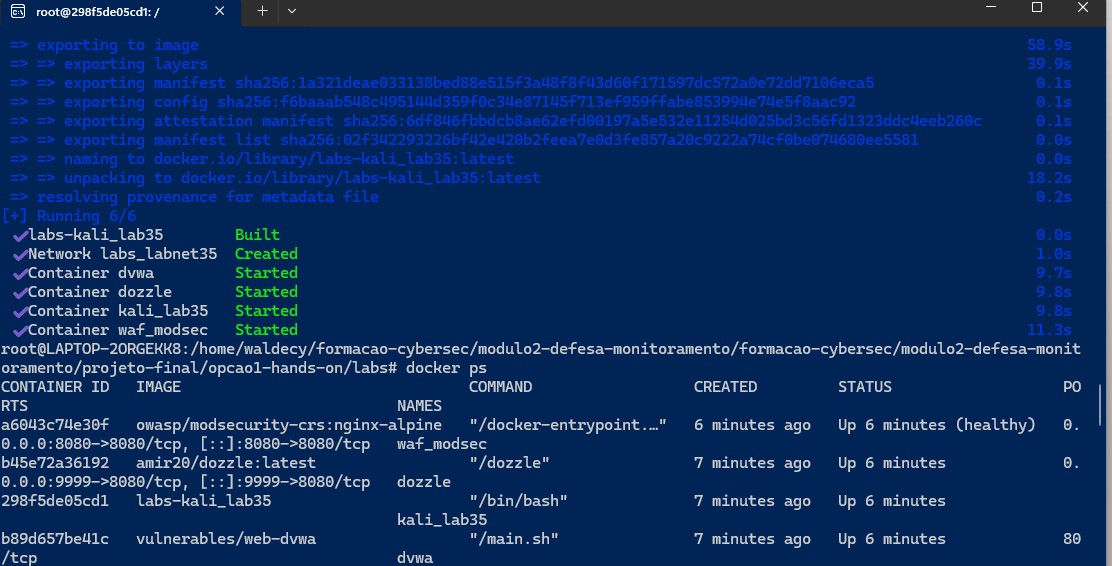 root@298f5de05cd1: /
=> exporting to image 58.9s
=> => exporting layers 39.9s
=> => exporting manifest sha256:1a321deae033138bed88e515f3a48f8f43d60f171597dc572a0e72dd7106eca5 0.1s
=> => exporting config sha256:f6baaab548c495144d359f0c34e87145f713ef959ffabe853994e74e5f8aac92 0.1s
=> => exporting attestation manifest sha256:6df846fbbdcb8ae62efd00197a5e532e11254d025bd3c56fd1323ddc4eeb260c 0.1s
=> => exporting manifest list sha256:02f342293226bf42e420b2feea7e0d3fe857a20c9222a74cf0be074680ee5581 0.0s
=> => naming to docker.io/library/labs-kali_lab35:latest 0.0s
=> => unpacking to docker.io/library/labs-kali_lab35:latest 18.2s
=> resolving provenance for metadata file 0.2s
[+] Running 6/6
✔labs-kali_lab35 Built 0.0s
✔Network labs_labnet35 Created 1.0s
✔Container dvwa Started 9.7s
✔Container dozzle Started 9.8s
✔Container kali_lab35 Started 9.8s
✔Container waf_modsec Started 11.3s
root@LAPTOP-2ORGEKK8:/home/waldecy/formacao-cybersec/modulo2-defesa-monitoramento/formacao-cybersec/modulo2-defesa-monit
oramento/projeto-final/opcao1-hands-on/labs# docker ps
CONTAINER ID IMAGE COMMAND CREATED STATUS PO
RTS NAMES
a6043c74e30f owasp/modsecurity-crs:nginx-alpine "/docker-entrypoint.…" 6 minutes ago Up 6 minutes (healthy) 0.
0.0.0:8080->8080/tcp, [::]:8080->8080/tcp waf_modsec
b45e72a36192 amir20/dozzle:latest "/dozzle" 7 minutes ago Up 6 minutes 0.
0.0.0:9999->8080/tcp, [::]:9999->8080/tcp dozzle
298f5de05cd1 labs-kali_lab35 "/bin/bash" 7 minutes ago Up 6 minutes
kali_lab35
b89d657be41c vulnerables/web-dvwa "/main.sh" 7 minutes ago Up 6 minutes 80
/tcp dvwa